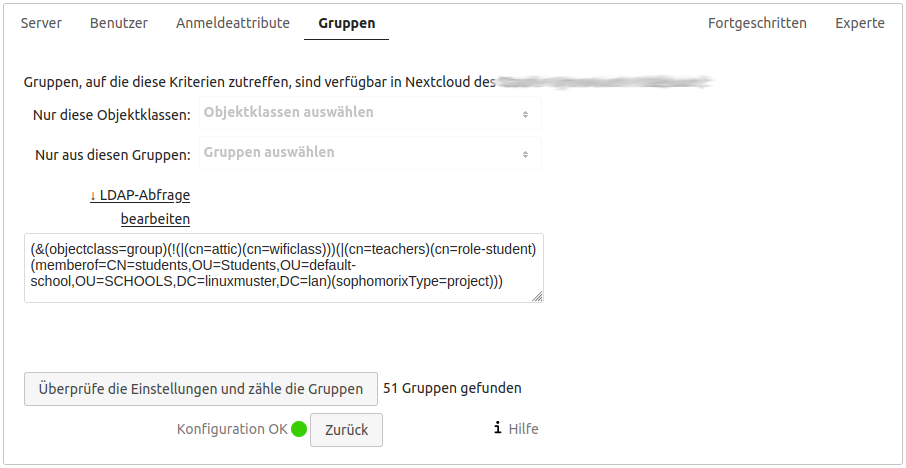 Server Benutzer Anmeldeattribute Gruppen Fortgeschritten Experte
Gruppen, auf die diese Kriterien zutreffen, sind verfügbar in Nextcloud des
Nur diese Objektklassen: Objektklassen auswählen
Nur aus diesen Gruppen: Gruppen auswählen
↓ LDAP-Abfrage
bearbeiten
(&(objectclass=group)(!(|(cn=attic)(cn=wificlass)))(|(cn=teachers)(cn=role-student)
(memberof=CN=students,OU=Students,OU=default-
school,OU=SCHOOLS,DC=linuxmuster,DC=lan)(sophomorixType=project)))
Überprüfe die Einstellungen und zähle die Gruppen 51 Gruppen gefunden
Konfiguration OK Zurück i Hilfe